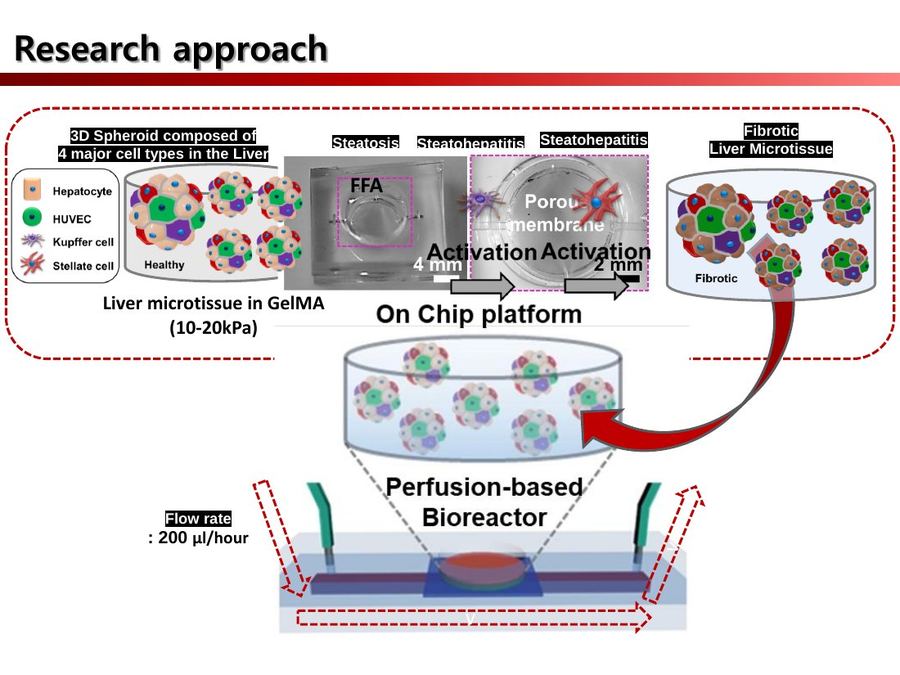 Research approach
3D Spheroid composed of
4 major cell types in the Liver
Steatosis
Steatohepatitis
Steatohepatitis
Fibrotic
Liver Microtissue
Hepatocyte
HUVEC
Kupffer cell
Stellate cell
Healthy
FFA
Porou
membrane
Activation
Activation
4 mm
2 mm
Fibrotic
Liver microtissue in GelMA
(10-20kPa)
On Chip platform
Perfusion-based
Bioreactor
Flow rate
: 200 μl/hour